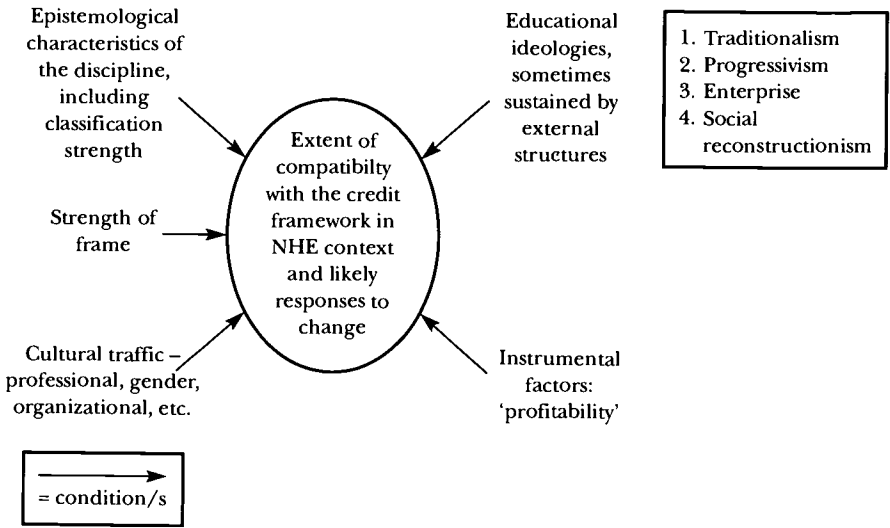 Epistemological
characteristics of
the discipline,
including
classification
strength
Educational
ideologies,
sometimes
sustained by
external
structures
1. Traditionalism
2. Progressivism
3. Enterprise
4. Social
reconstructionism
Extent of
compatibilty
with the credit
framework in
NHE context
and likely
responses to
change
Strength of
frame
Cultural traffic –
professional, gender,
organizational, etc.
Instrumental
factors:
'profitability'
= condition/s